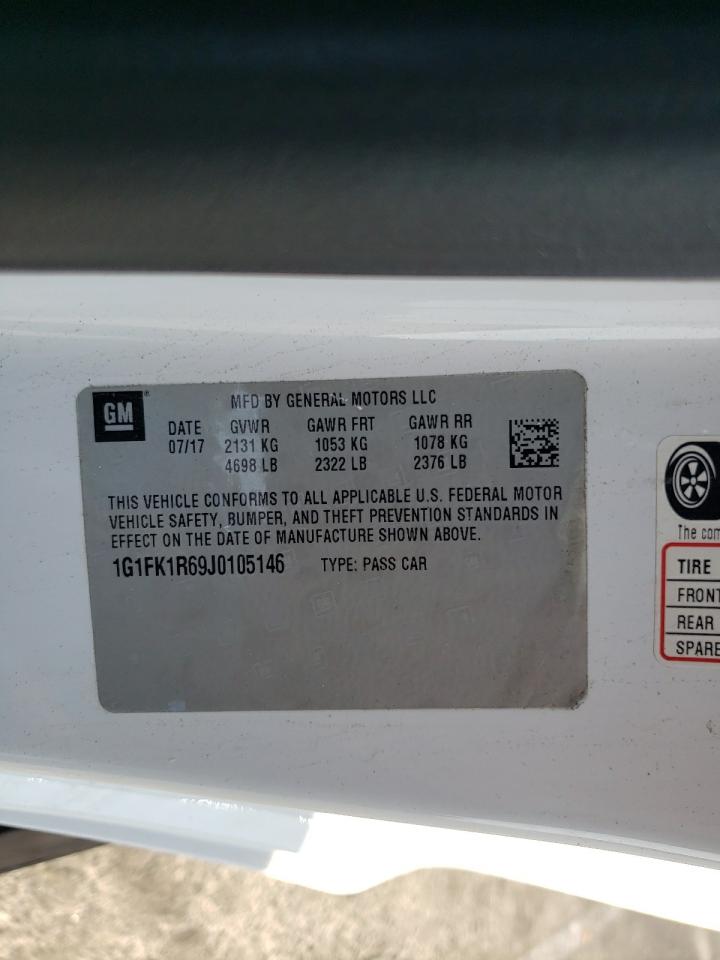 GM®
MFD BY GENERAL MOTORS LLC
DATE GVWR GAWR FRT GAWR RR
07/17 2131 KG 1053 KG 1078 KG
4698 LB 2322 LB 2376 LB
THIS VEHICLE CONFORMS TO ALL APPLICABLE U.S. FEDERAL MOTOR
VEHICLE SAFETY, BUMPER, AND THEFT PREVENTION STANDARDS IN
EFFECT ON THE DATE OF MANUFACTURE SHOWN ABOVE.
1G1FK1R69J0105146 TYPE: PASS CAR
The com
TIRE
FRONT
REAR
SPARE